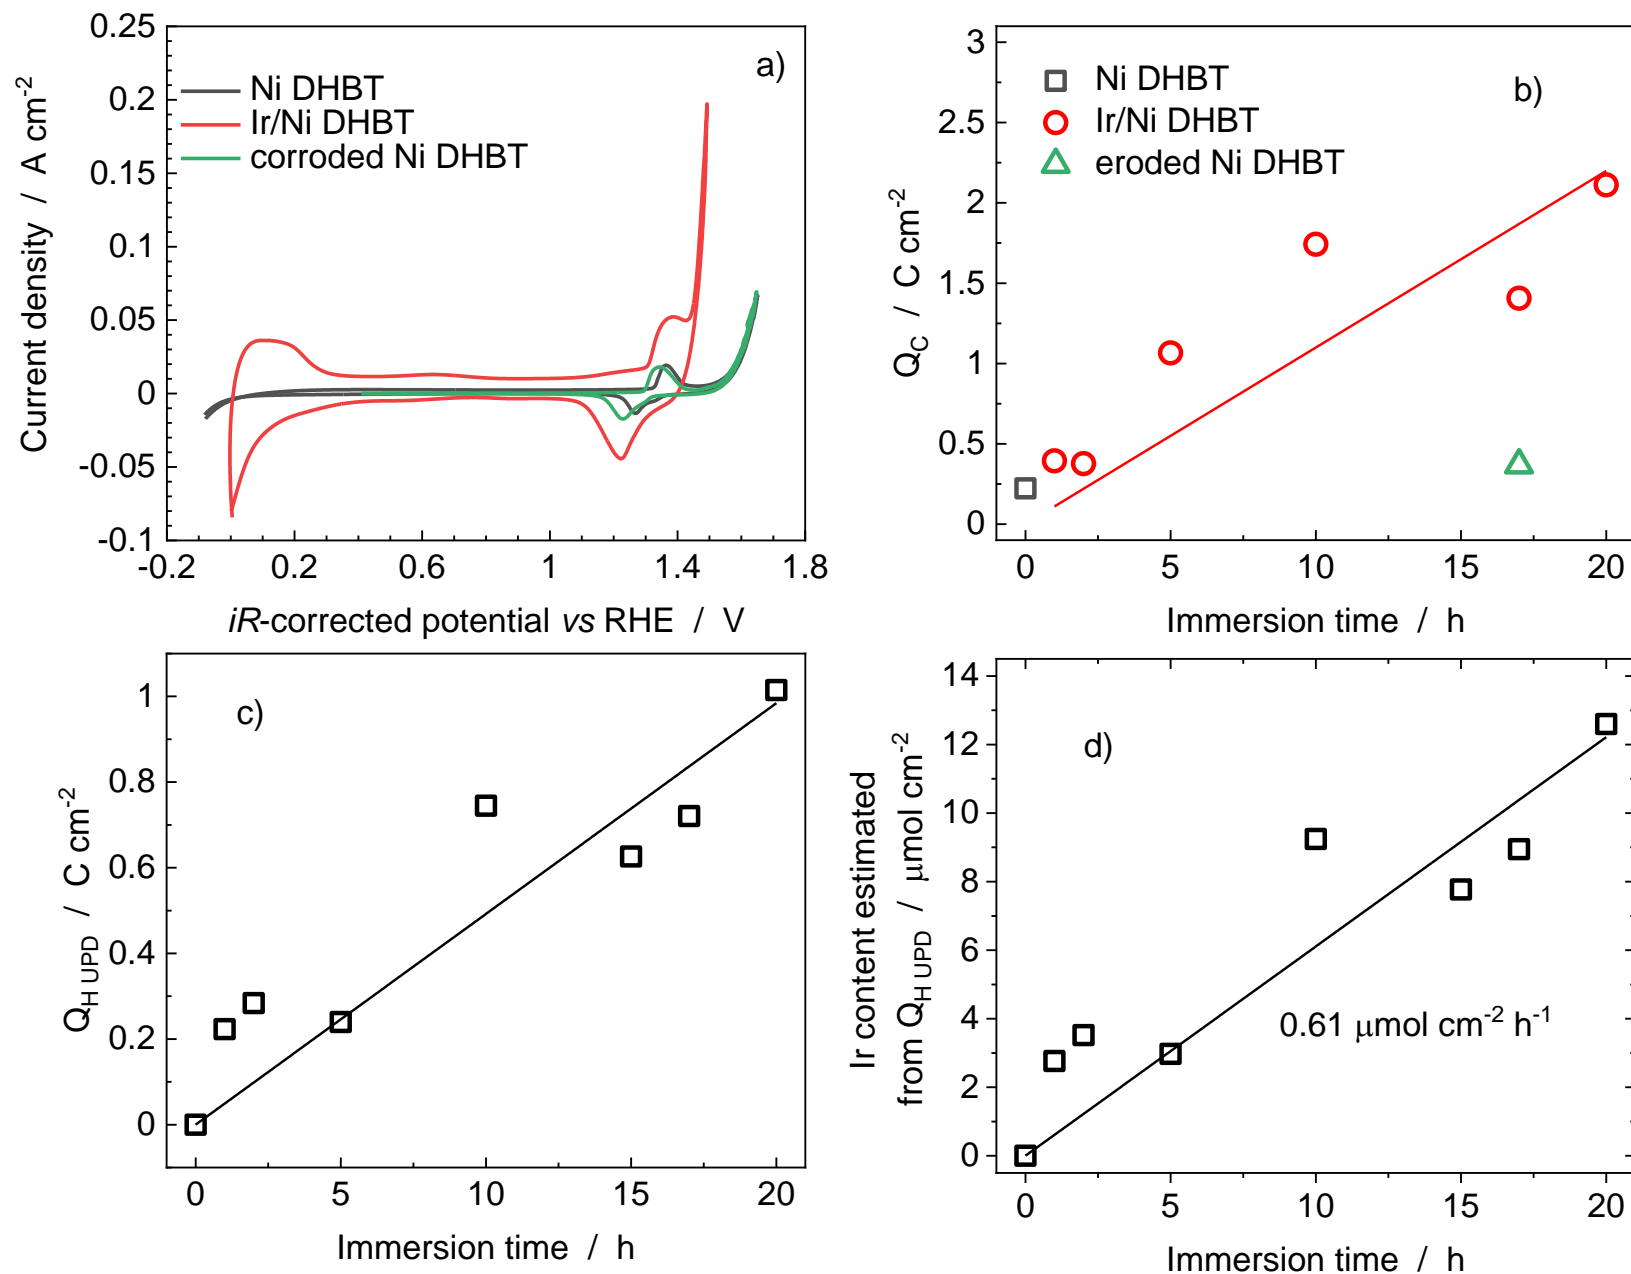 a)
Ni DHBT
Ir/Ni DHBT
corroded Ni DHBT
Current density / A cm-2
0.25
0.2
0.15
0.1
0.05
0
-0.05
-0.1
-0.2 0.2 0.6 1 1.4 1.8
iR-corrected potential vs RHE / V
b)
Ni DHBT
Ir/Ni DHBT
eroded Ni DHBT
QC / C cm-2
3
2.5
2
1.5
1
0.5
0
0 5 10 15 20
Immersion time / h
c)
QH UPD / C cm-2
1
0.8
0.6
0.4
0.2
0
0 5 10 15 20
Immersion time / h
d)
Ir content estimated
from QH UPD / μmol cm-2
14
12
10
8
6
4
2
0
0.61 μmol cm-2 h-1
0 5 10 15 20
Immersion time / h